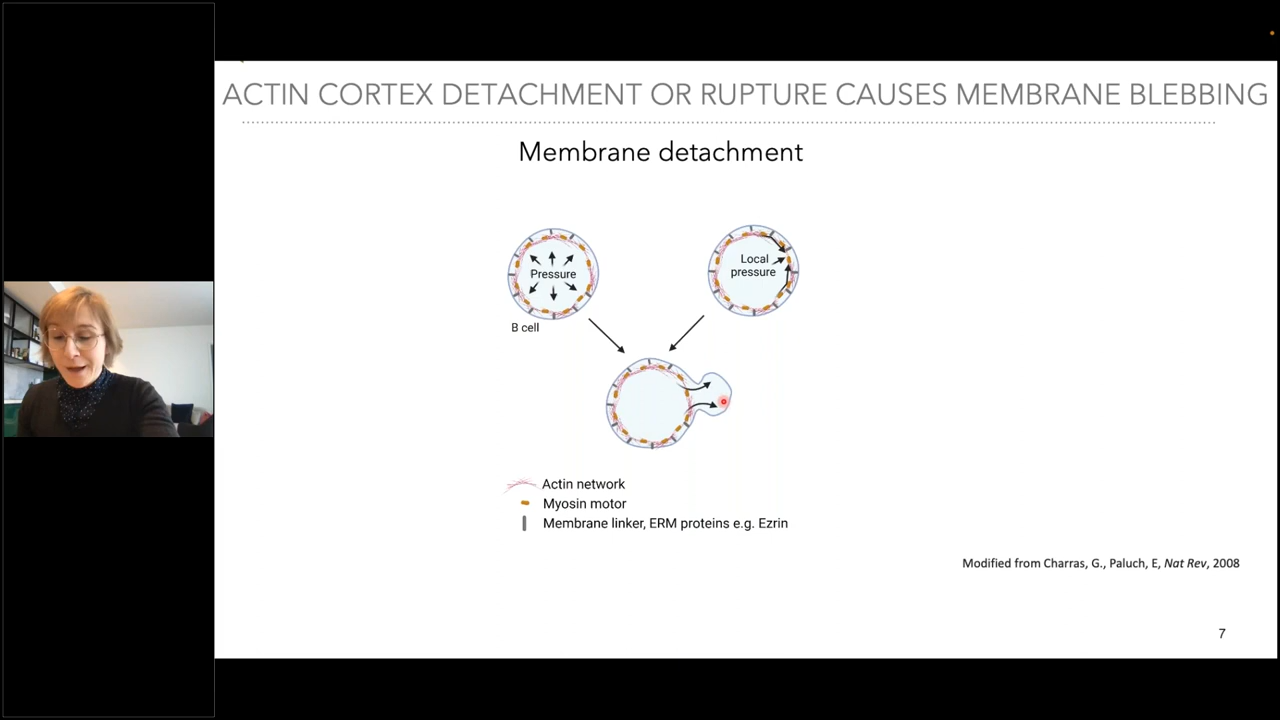 ACTIN CORTEX DETACHMENT OR RUPTURE CAUSES MEMBRANE BLEBBING
Membrane detachment
Pressure
Local
pressure
B cell
Actin network
Myosin motor
Membrane linker, ERM proteins e.g. Ezrin
Modified from Charras, G., Paluch, E, Nat Rev, 2008
7